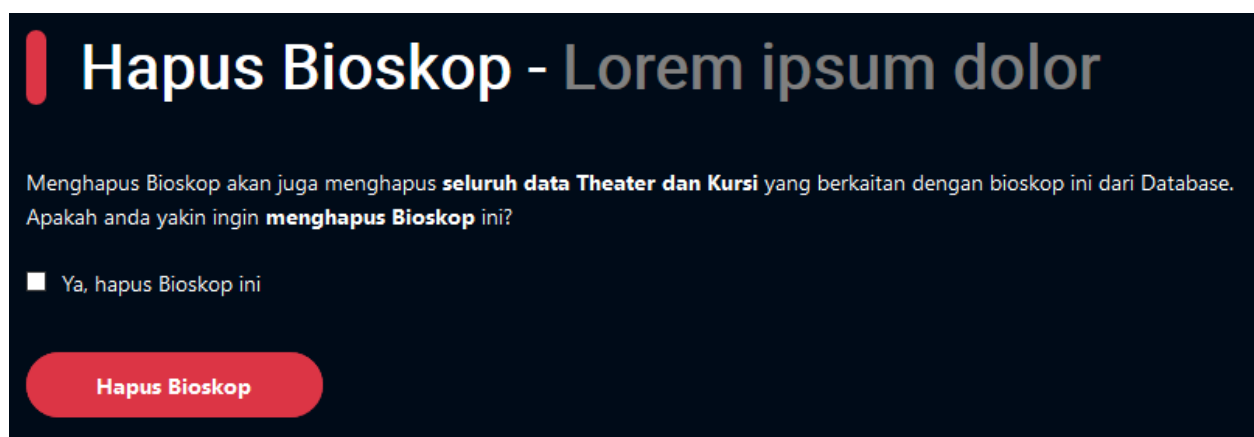 Hapus Bioskop - Lorem ipsum dolor
Menghapus Bioskop akan juga menghapus seluruh data Theater dan Kursi yang berkaitan dengan bioskop ini dari Database.
Apakah anda yakin ingin menghapus Bioskop ini?
Ya, hapus Bioskop ini
Hapus Bioskop